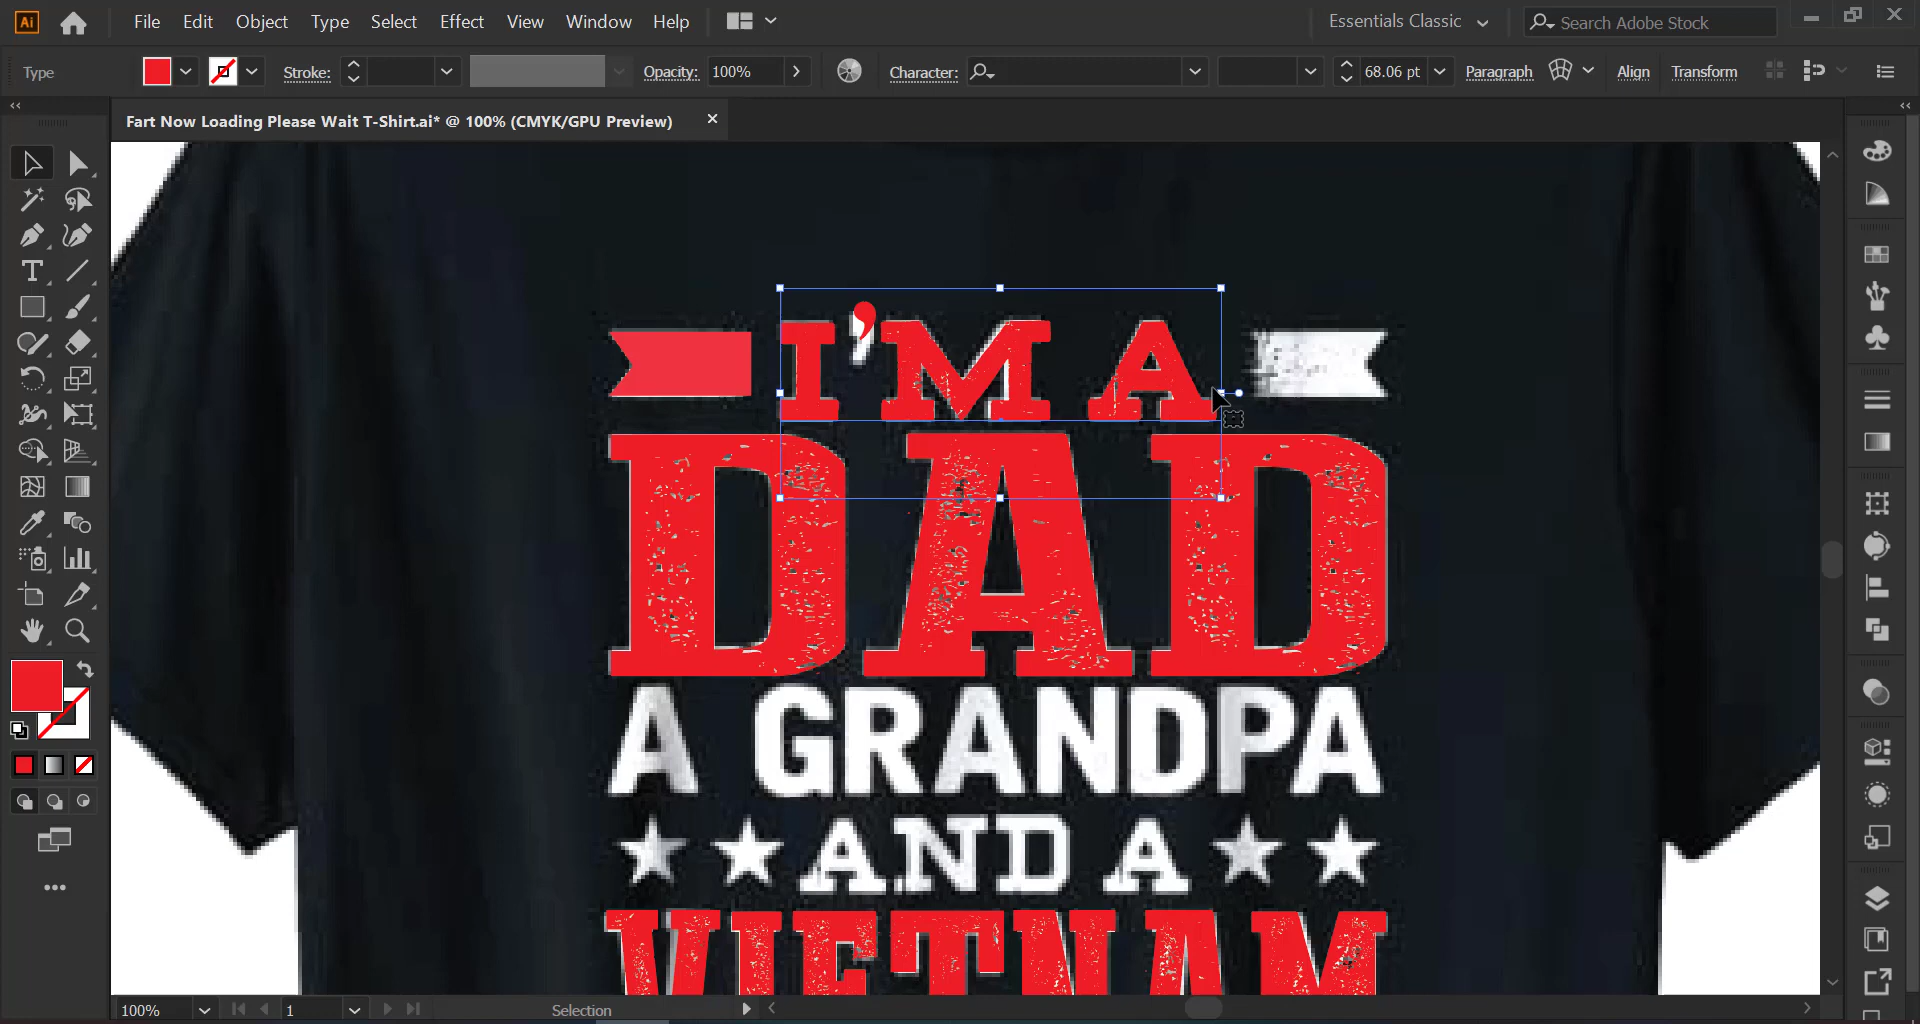 Ai File Edit Object Type Select Effect View Window Help Essentials Classic Search Adobe Stock
Type Stroke: Opacity: 100% Character: 68.06 pt Paragraph Align Transform
Fart Now Loading Please Wait T-Shirt.ai* @ 100% (CMYK/GPU Preview)
I'M A
DAD
A GRANDPA
AND A
VIETNAM
100% 1 Selection